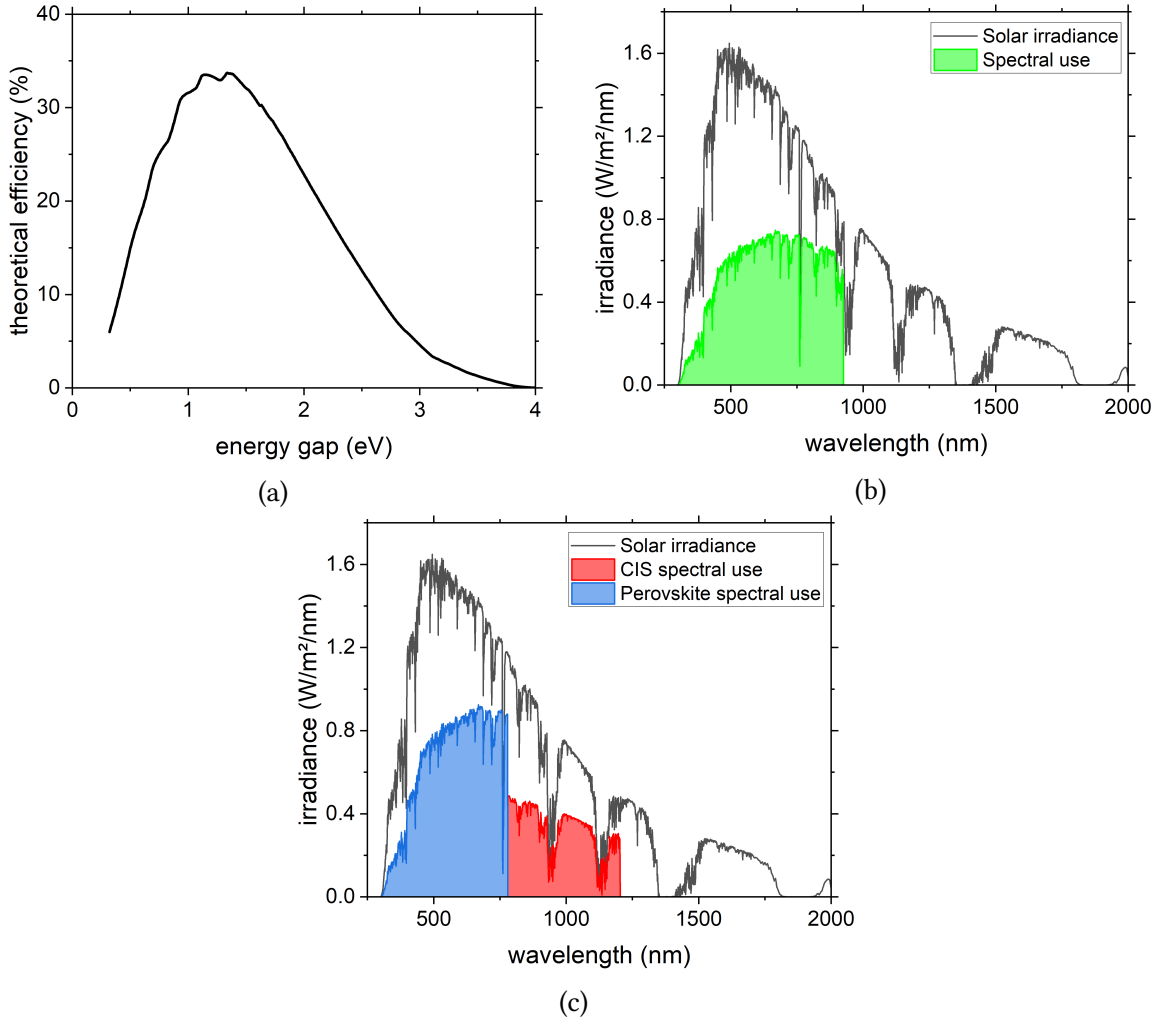 theoretical efficiency (%)
40
30
20
10
0
0 1 2 3 4
energy gap (eV)
(a)
irradiance (W/m²/nm)
1.6
1.2
0.8
0.4
0.0
Solar irradiance
Spectral use
500 1000 1500 2000
wavelength (nm)
(b)
irradiance (W/m²/nm)
1.6
1.2
0.8
0.4
0.0
Solar irradiance
CIS spectral use
Perovskite spectral use
500 1000 1500 2000
wavelength (nm)
(c)